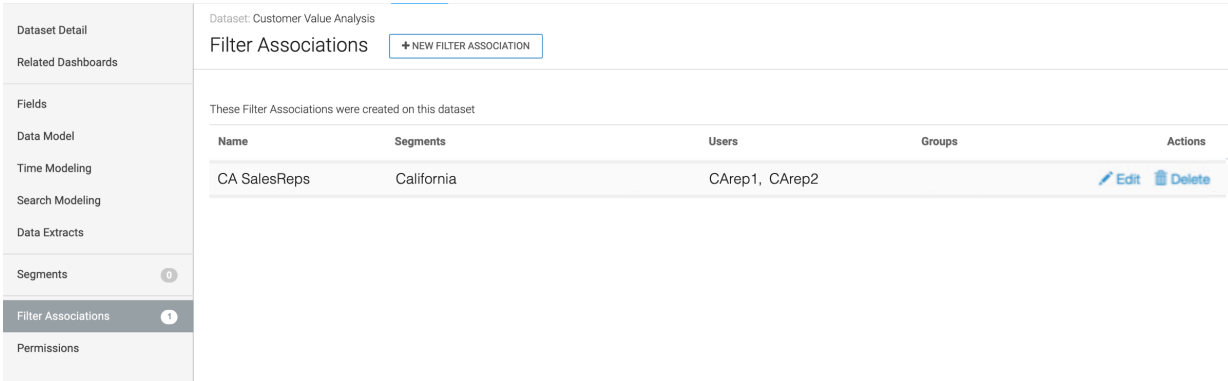 Dataset Detail
Related Dashboards
Fields
Data Model
Time Modeling
Search Modeling
Data Extracts
Segments 0
Filter Associations 1
Permissions
Dataset: Customer Value Analysis
Filter Associations + NEW FILTER ASSOCIATION
These Filter Associations were created on this dataset
Name Segments Users Groups Actions
CA SalesReps California CArep1, CArep2 Edit Delete